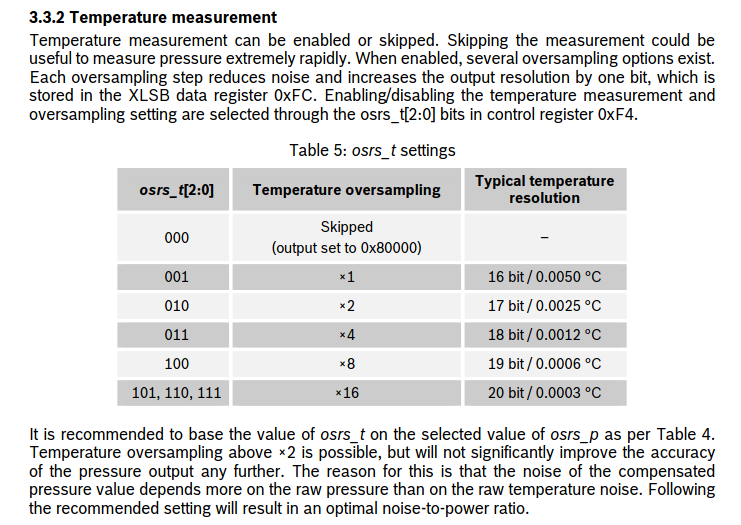 3.3.2 Temperature measurement
Temperature measurement can be enabled or skipped. Skipping the measurement could be
useful to measure pressure extremely rapidly. When enabled, several oversampling options exist.
Each oversampling step reduces noise and increases the output resolution by one bit, which is
stored in the XLSB data register 0xFC. Enabling/disabling the temperature measurement and
oversampling setting are selected through the osrs_t[2:0] bits in control register 0xF4.
Table 5: osrs_t settings
osrs_t[2:0] Temperature oversampling Typical temperature resolution
000 Skipped (output set to 0x80000) –
001 ×1 16 bit / 0.0050 °C
010 ×2 17 bit / 0.0025 °C
011 ×4 18 bit / 0.0012 °C
100 ×8 19 bit / 0.0006 °C
101, 110, 111 ×16 20 bit / 0.0003 °C
It is recommended to base the value of osrs_t on the selected value of osrs_p as per Table 4.
Temperature oversampling above ×2 is possible, but will not significantly improve the accuracy
of the pressure output any further. The reason for this is that the noise of the compensated
pressure value depends more on the raw pressure than on the raw temperature noise. Following
the recommended setting will result in an optimal noise-to-power ratio.